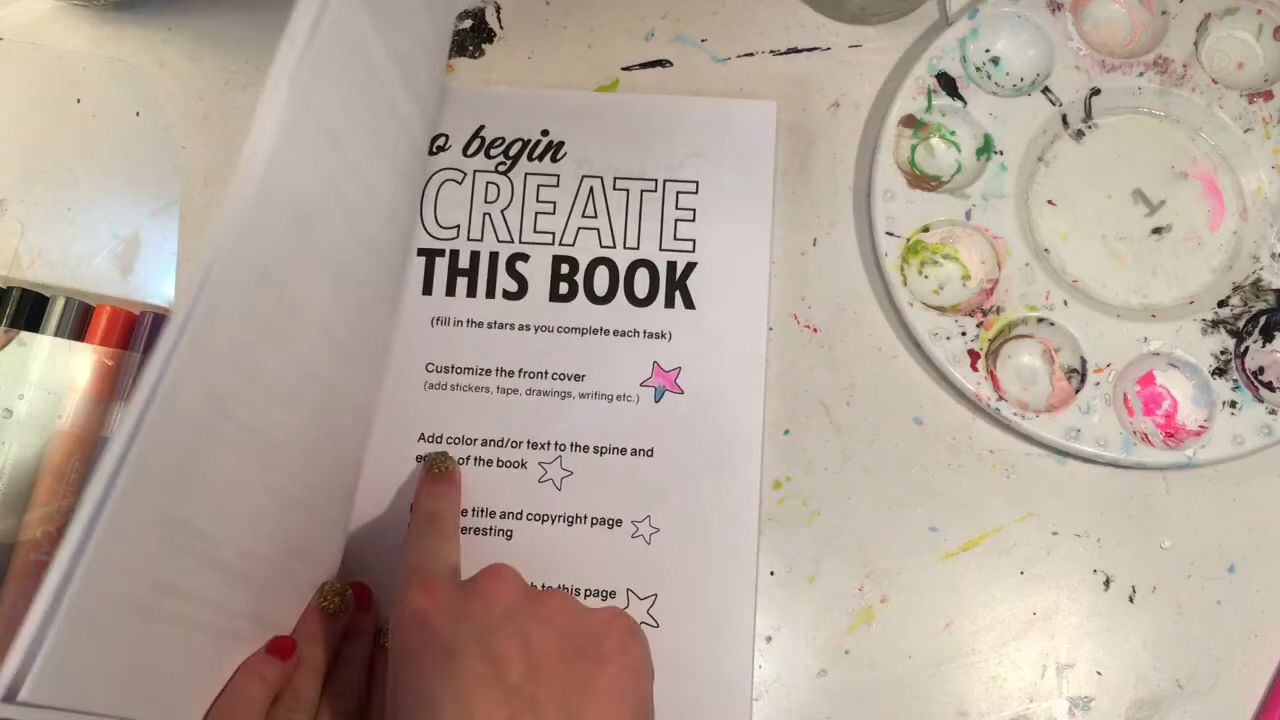 o begin
CREATE
THIS BOOK
(fill in the stars as you complete each task)
Customize the front cover
(add stickers, tape, drawings, writing etc.)
Add color and/or text to the spine and
of the book
e title and copyright page
eresting
to this page
1